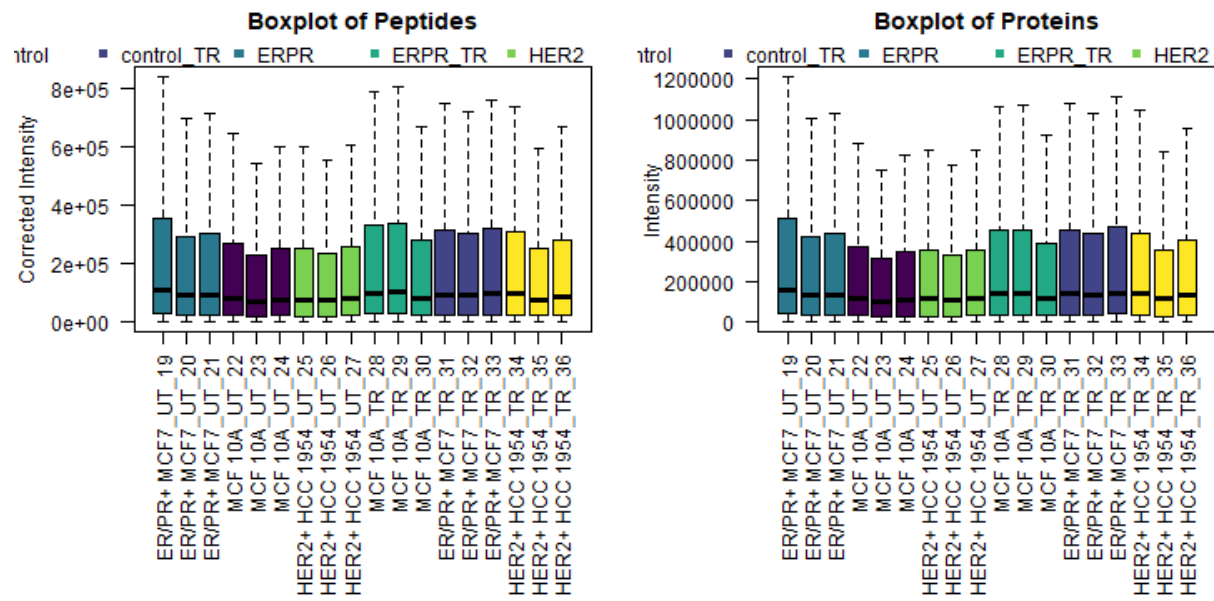 Boxplot of Peptides
ntrol control_TR ERPR ERPR_TR HER2
Corrected Intensity
8e+05
6e+05
4e+05
2e+05
0e+00
ER/PR+ MCF7_UT_19
ER/PR+ MCF7_UT_20
ER/PR+ MCF7_UT_21
MCF 10A_UT_22
MCF 10A_UT_23
MCF 10A_UT_24
HER2+ HCC 1954_UT_25
HER2+ HCC 1954_UT_26
HER2+ HCC 1954_UT_27
MCF 10A_TR_28
MCF 10A_TR_29
MCF 10A_TR_30
ER/PR+ MCF7_TR_31
ER/PR+ MCF7_TR_32
ER/PR+ MCF7_TR_33
HER2+ HCC 1954_TR_34
HER2+ HCC 1954_TR_35
HER2+ HCC 1954_TR_36
Boxplot of Proteins
ntrol control_TR ERPR ERPR_TR HER2
Intensity
1200000
1000000
800000
600000
400000
200000
0
ER/PR+ MCF7_UT_19
ER/PR+ MCF7_UT_20
ER/PR+ MCF7_UT_21
MCF 10A_UT_22
MCF 10A_UT_23
MCF 10A_UT_24
HER2+ HCC 1954_UT_25
HER2+ HCC 1954_UT_26
HER2+ HCC 1954_UT_27
MCF 10A_TR_28
MCF 10A_TR_29
MCF 10A_TR_30
ER/PR+ MCF7_TR_31
ER/PR+ MCF7_TR_32
ER/PR+ MCF7_TR_33
HER2+ HCC 1954_TR_34
HER2+ HCC 1954_TR_35
HER2+ HCC 1954_TR_36